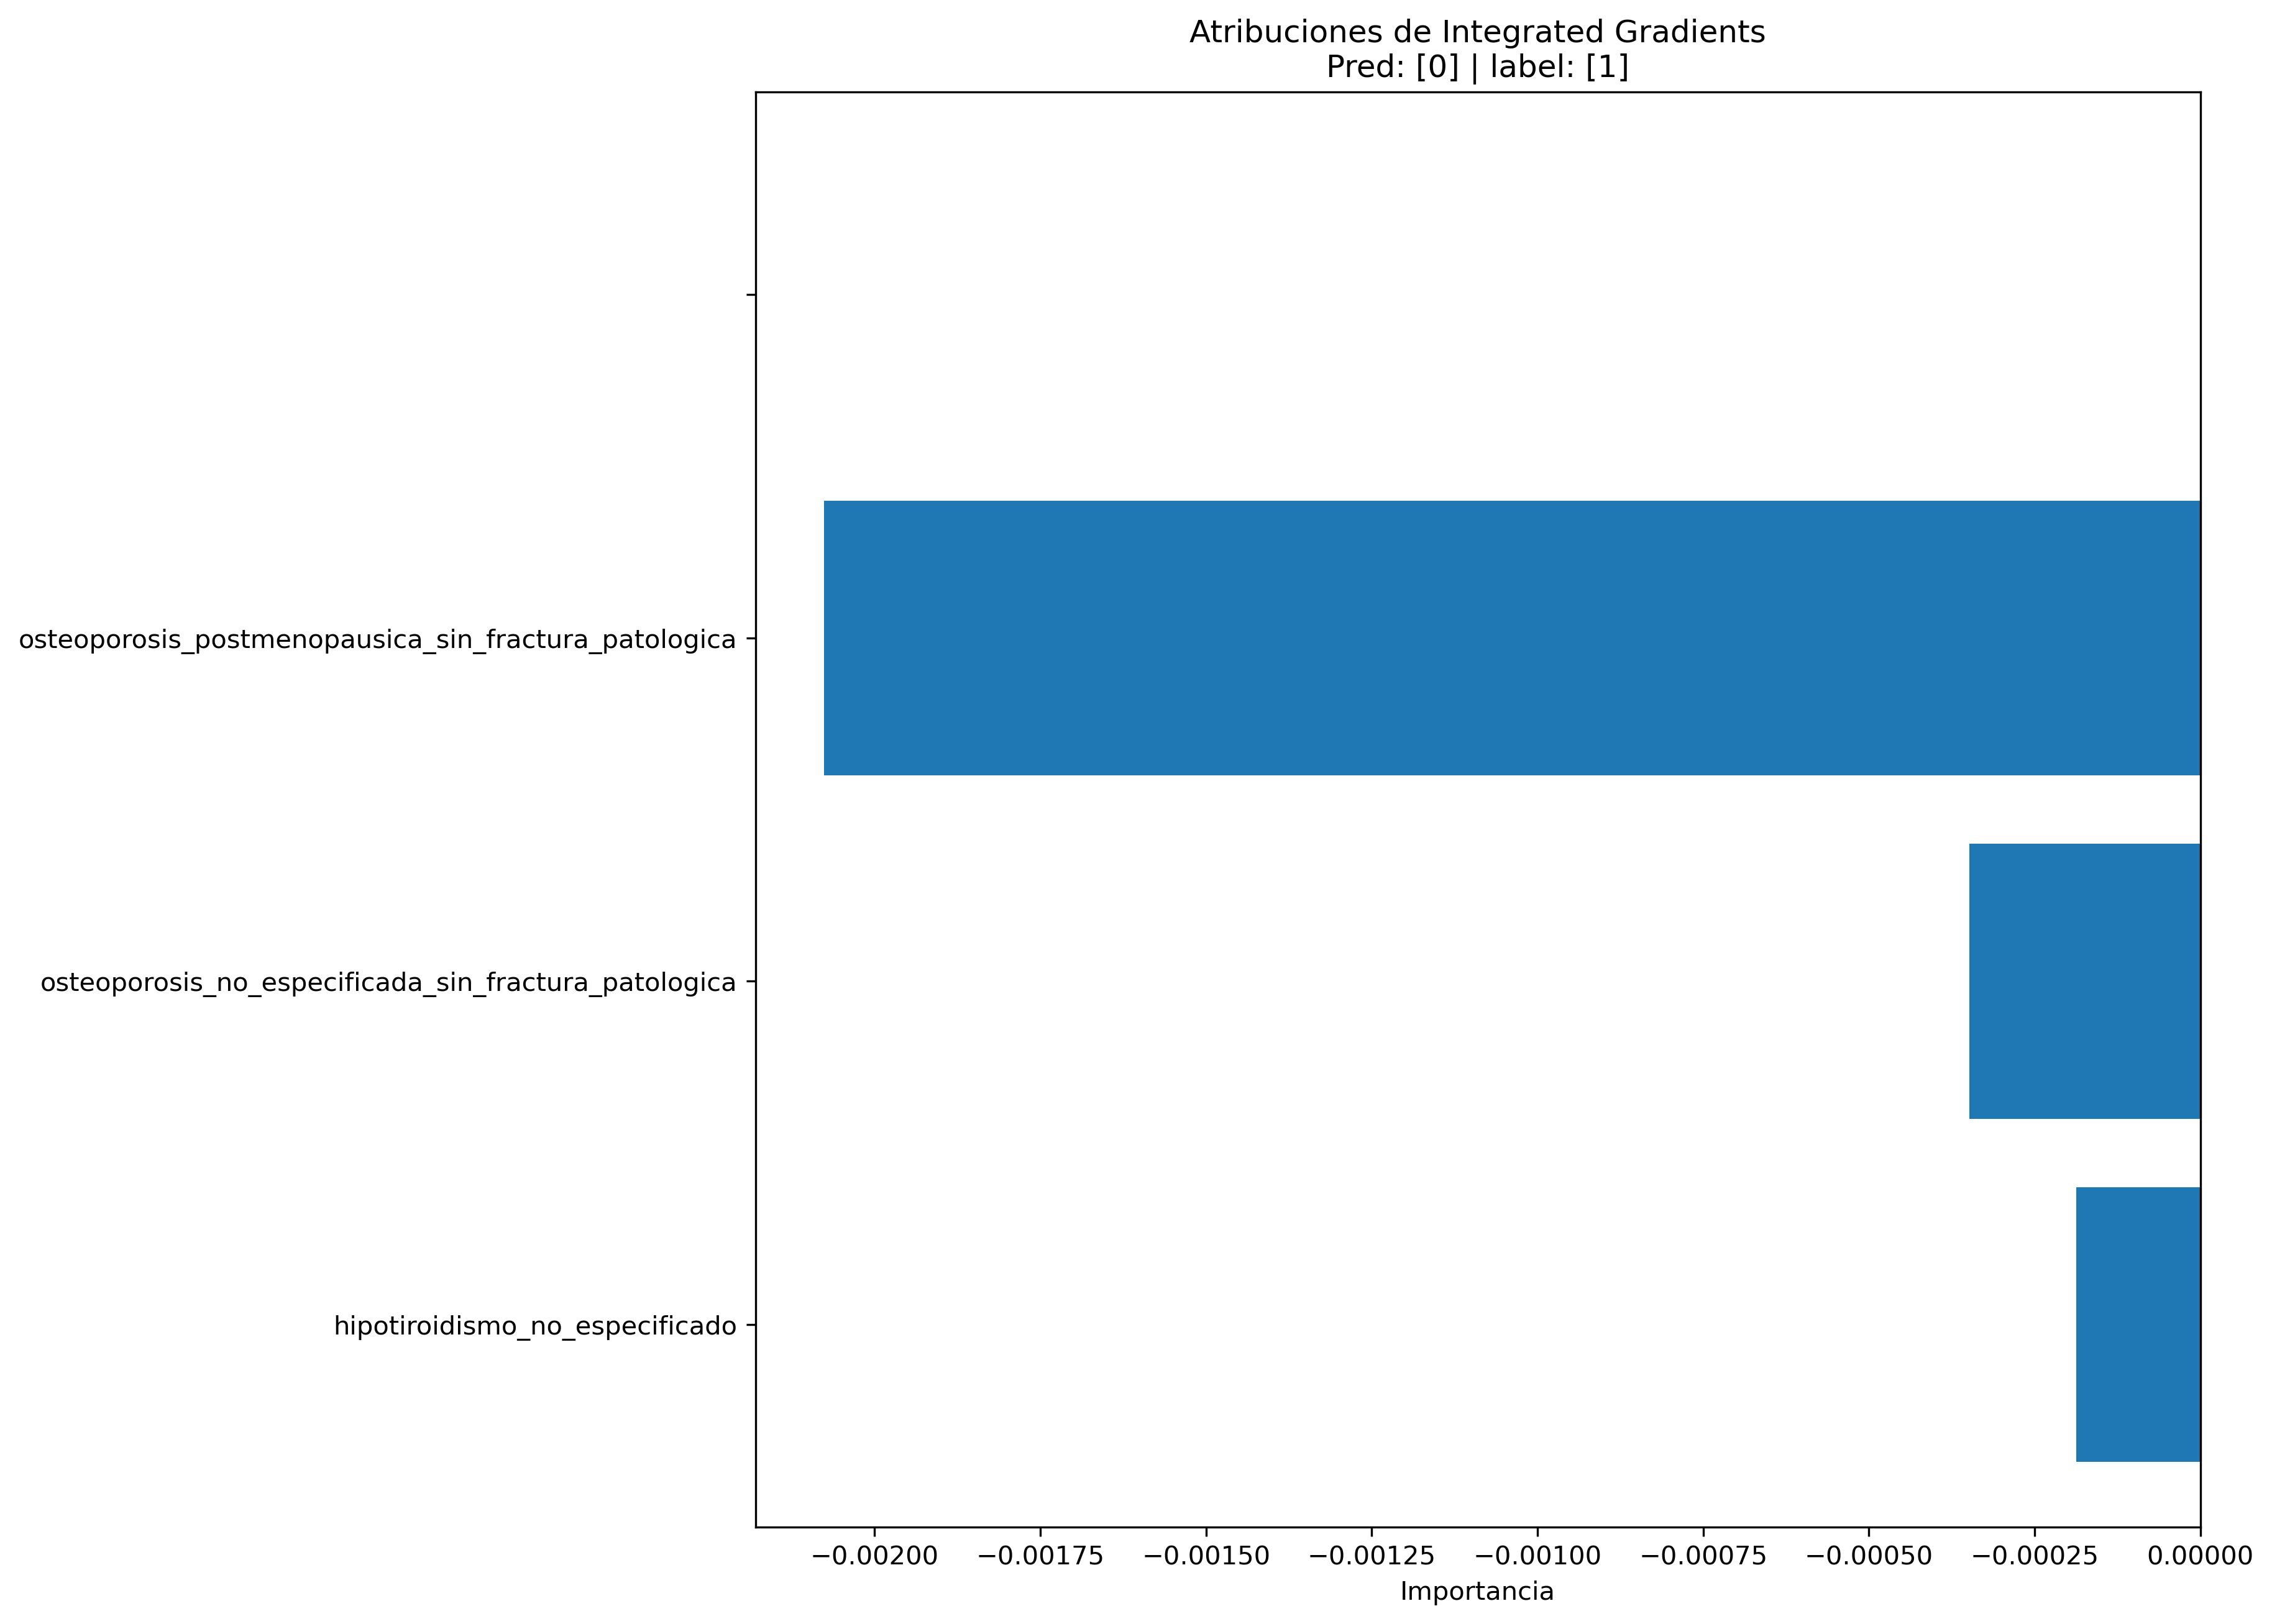 Atribuciones de Integrated Gradients
Pred: [0] | label: [1]
osteoporosis_postmenopausica_sin_fractura_patologica
osteoporosis_no_especificada_sin_fractura_patologica
hipotiroidismo_no_especificado
−0.00200 −0.00175 −0.00150 −0.00125 −0.00100 −0.00075 −0.00050 −0.00025 0.00000
Importancia